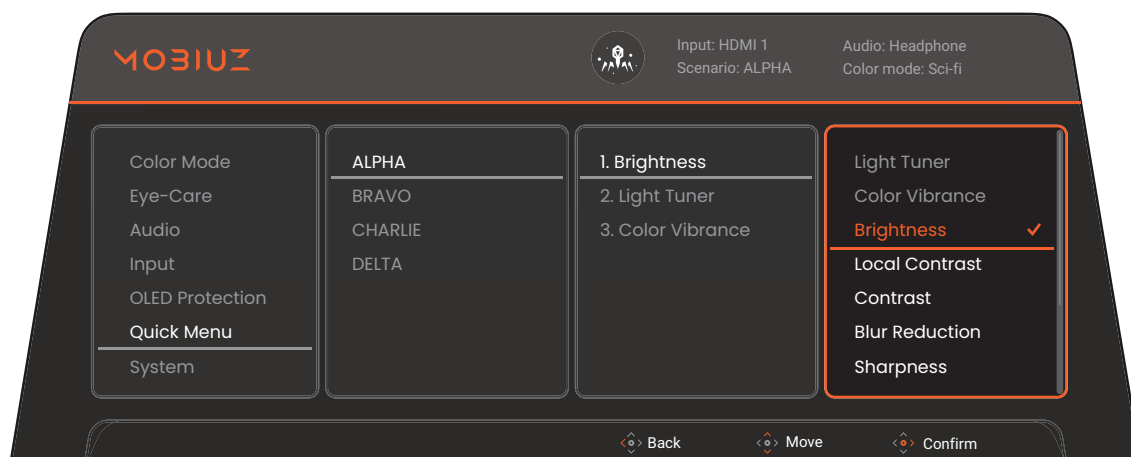 MOBIUZ
Input: HDMI 1
Scenario: ALPHA
Audio: Headphone
Color mode: Sci-fi
Color Mode
Eye-Care
Audio
Input
OLED Protection
Quick Menu
System
ALPHA
BRAVO
CHARLIE
DELTA
1. Brightness
2. Light Tuner
3. Color Vibrance
Light Tuner
Color Vibrance
Brightness
Local Contrast
Contrast
Blur Reduction
Sharpness
Back
Move
Confirm